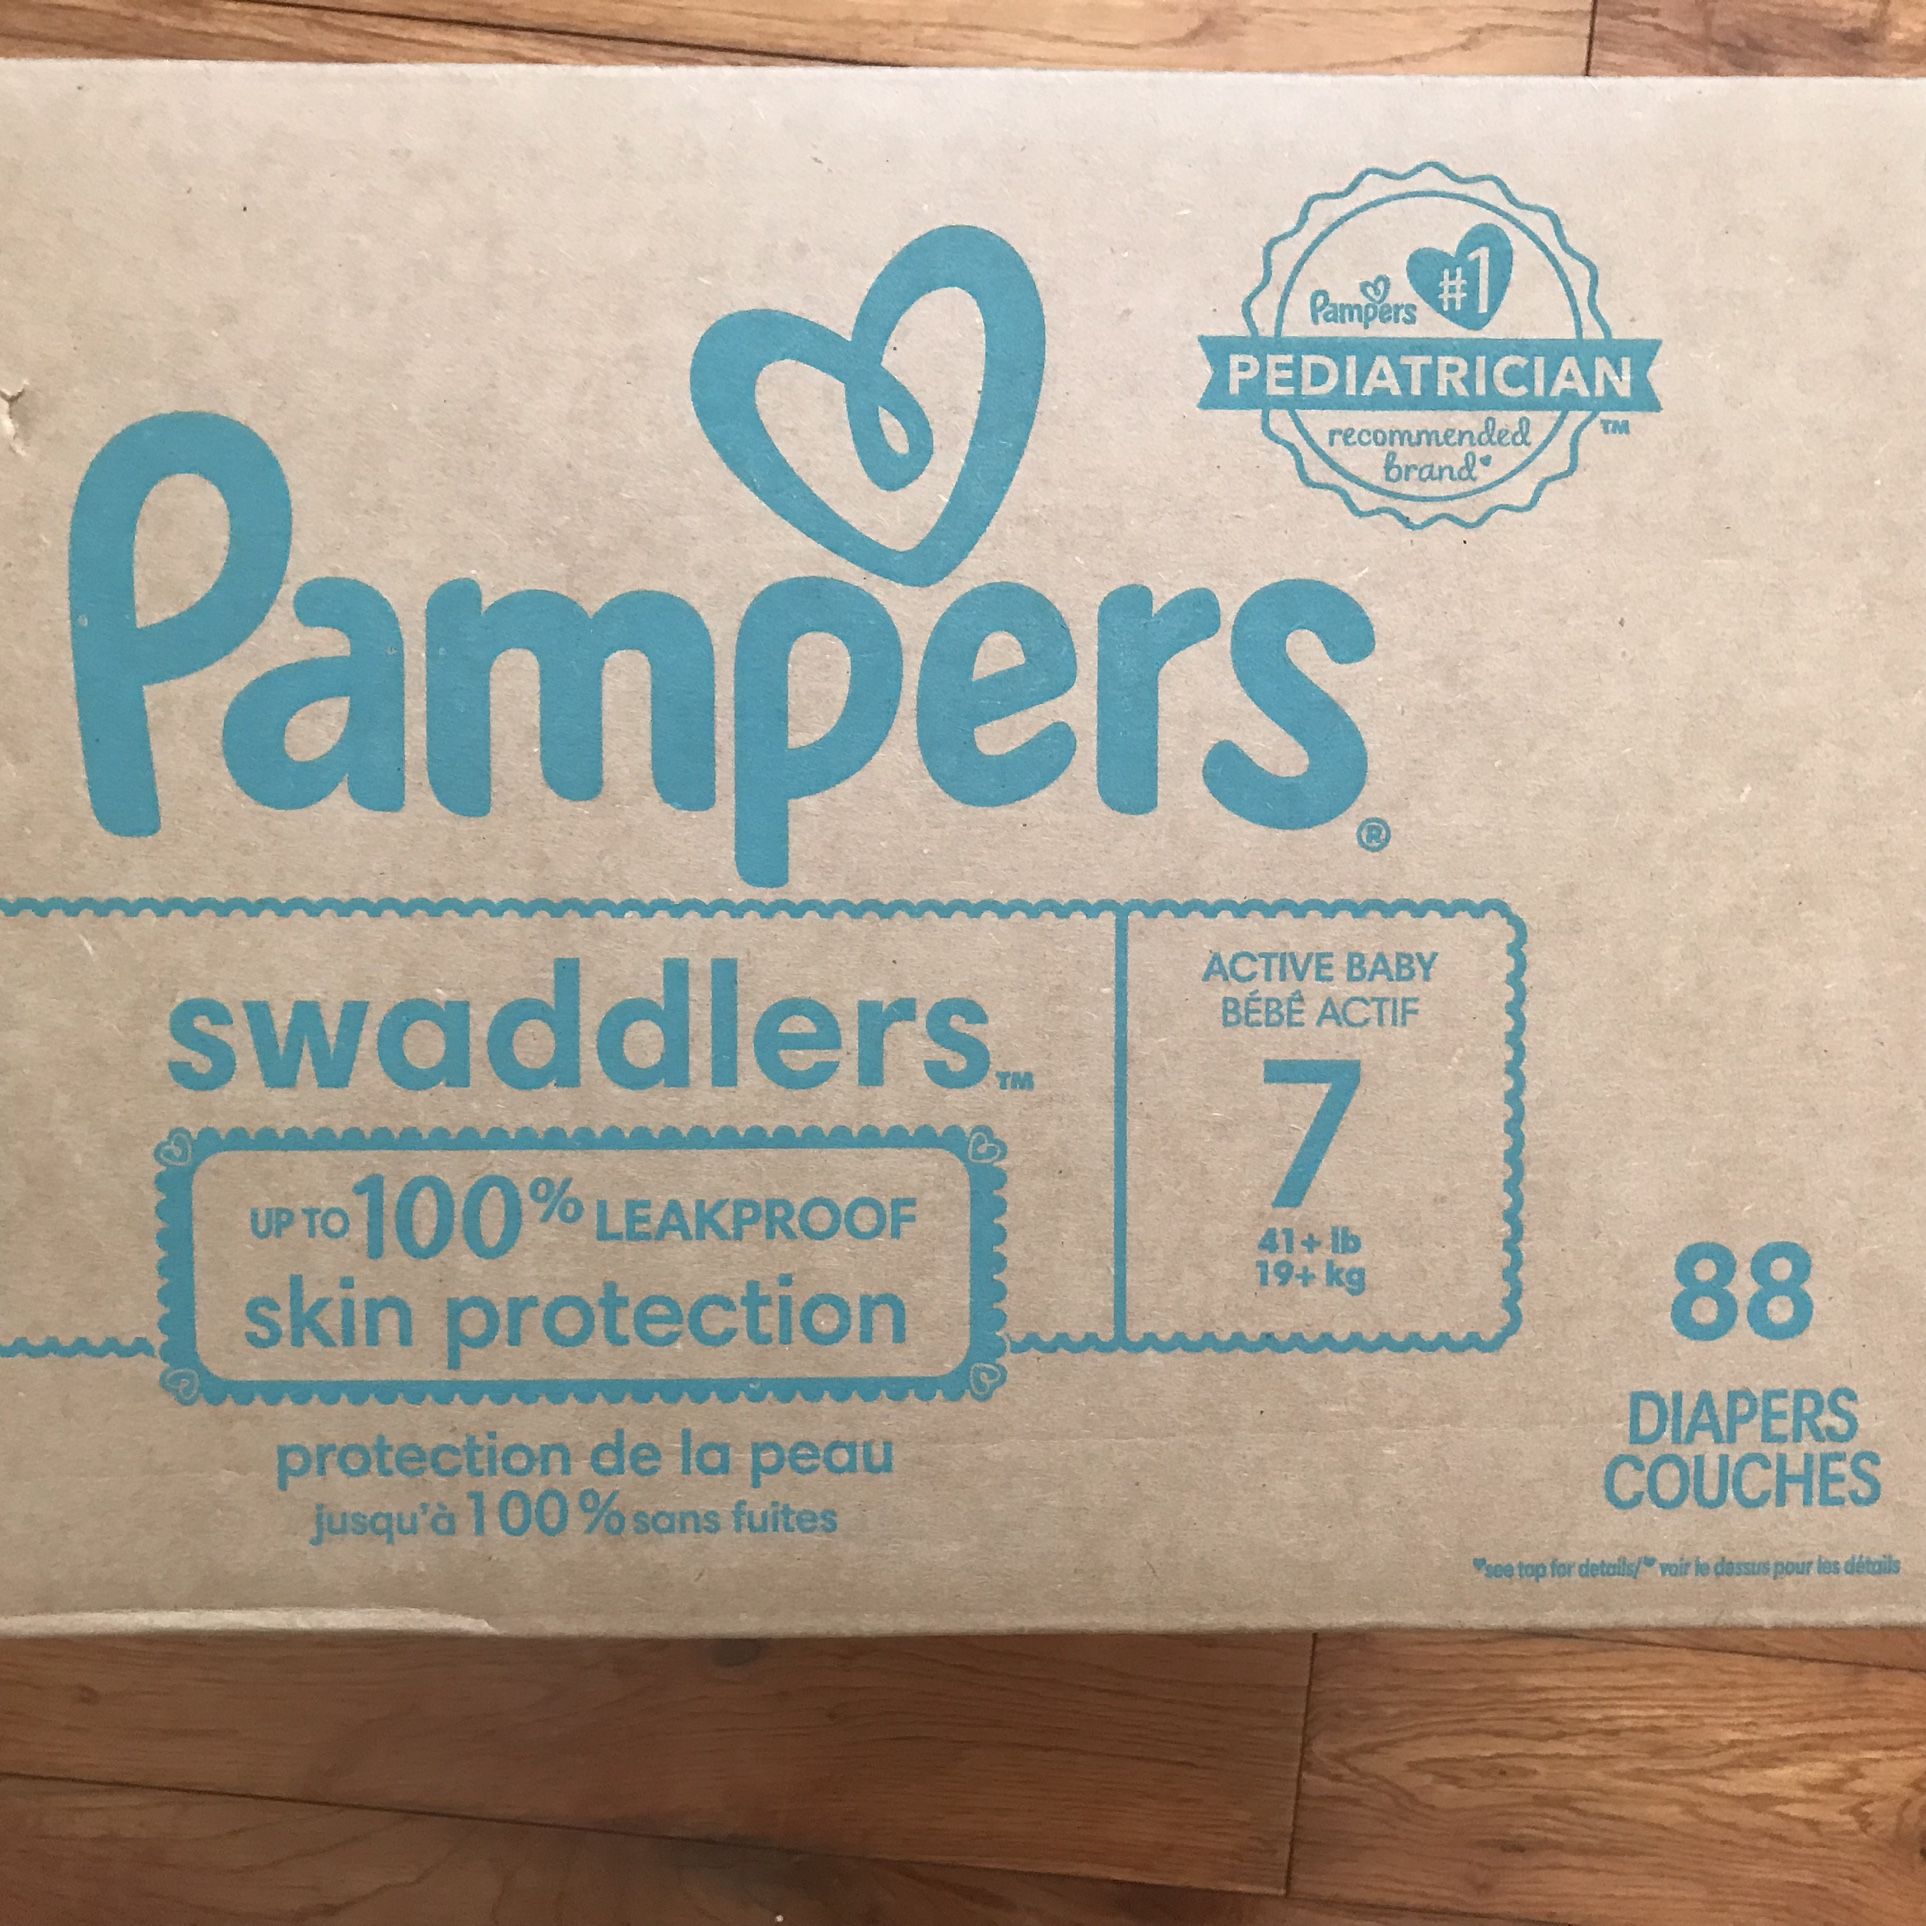 Pampers #1
PEDIATRICIAN
recommended TM
brand
Pampers®
swaddlers™
UP TO 100% LEAKPROOF
skin protection
protection de la peau
jusqu'à 100% sans fuites
ACTIVE BABY
BÉBÉ ACTIF
7
41+ lb
19+ kg
88
DIAPERS
COUCHES
♥see top for details/♥ voir le dessus pour les détails